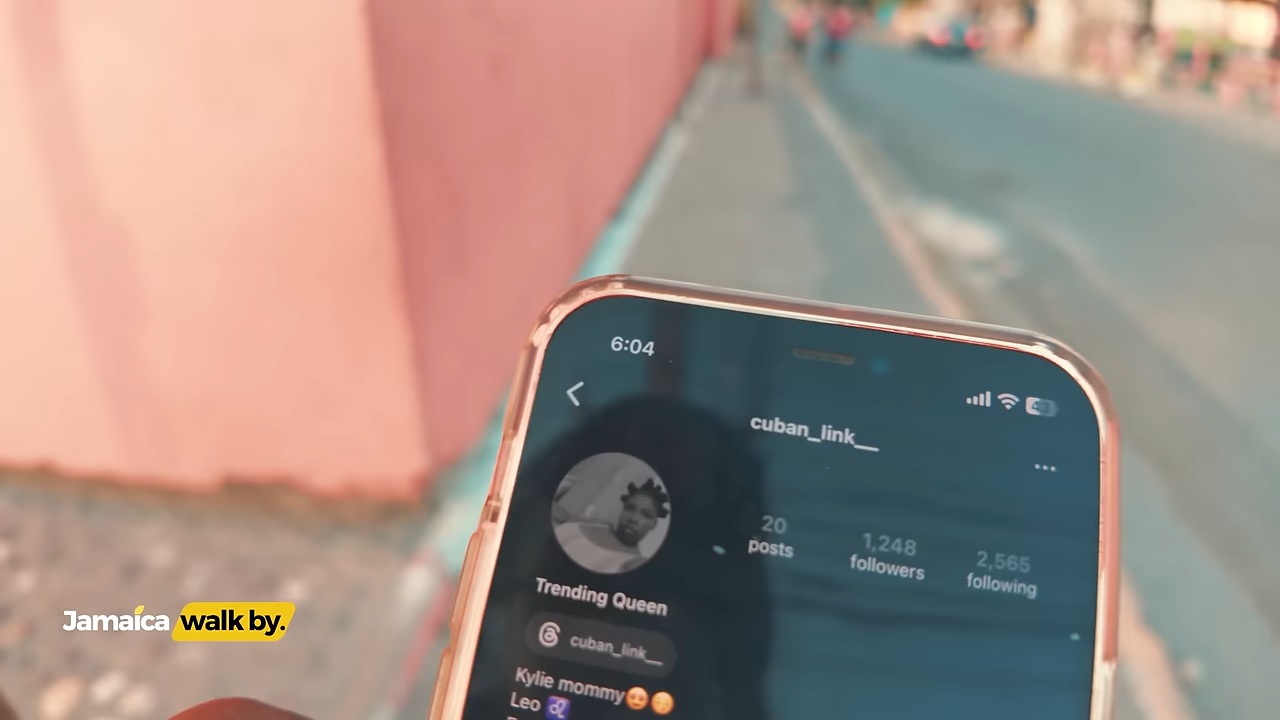 6:04
43
cuban_link__
20 posts
1,248 followers
2,565 following
Trending Queen
cuban_link__
Kylie mommy🥺☺️
Leo ♌
Jamaica walk by.